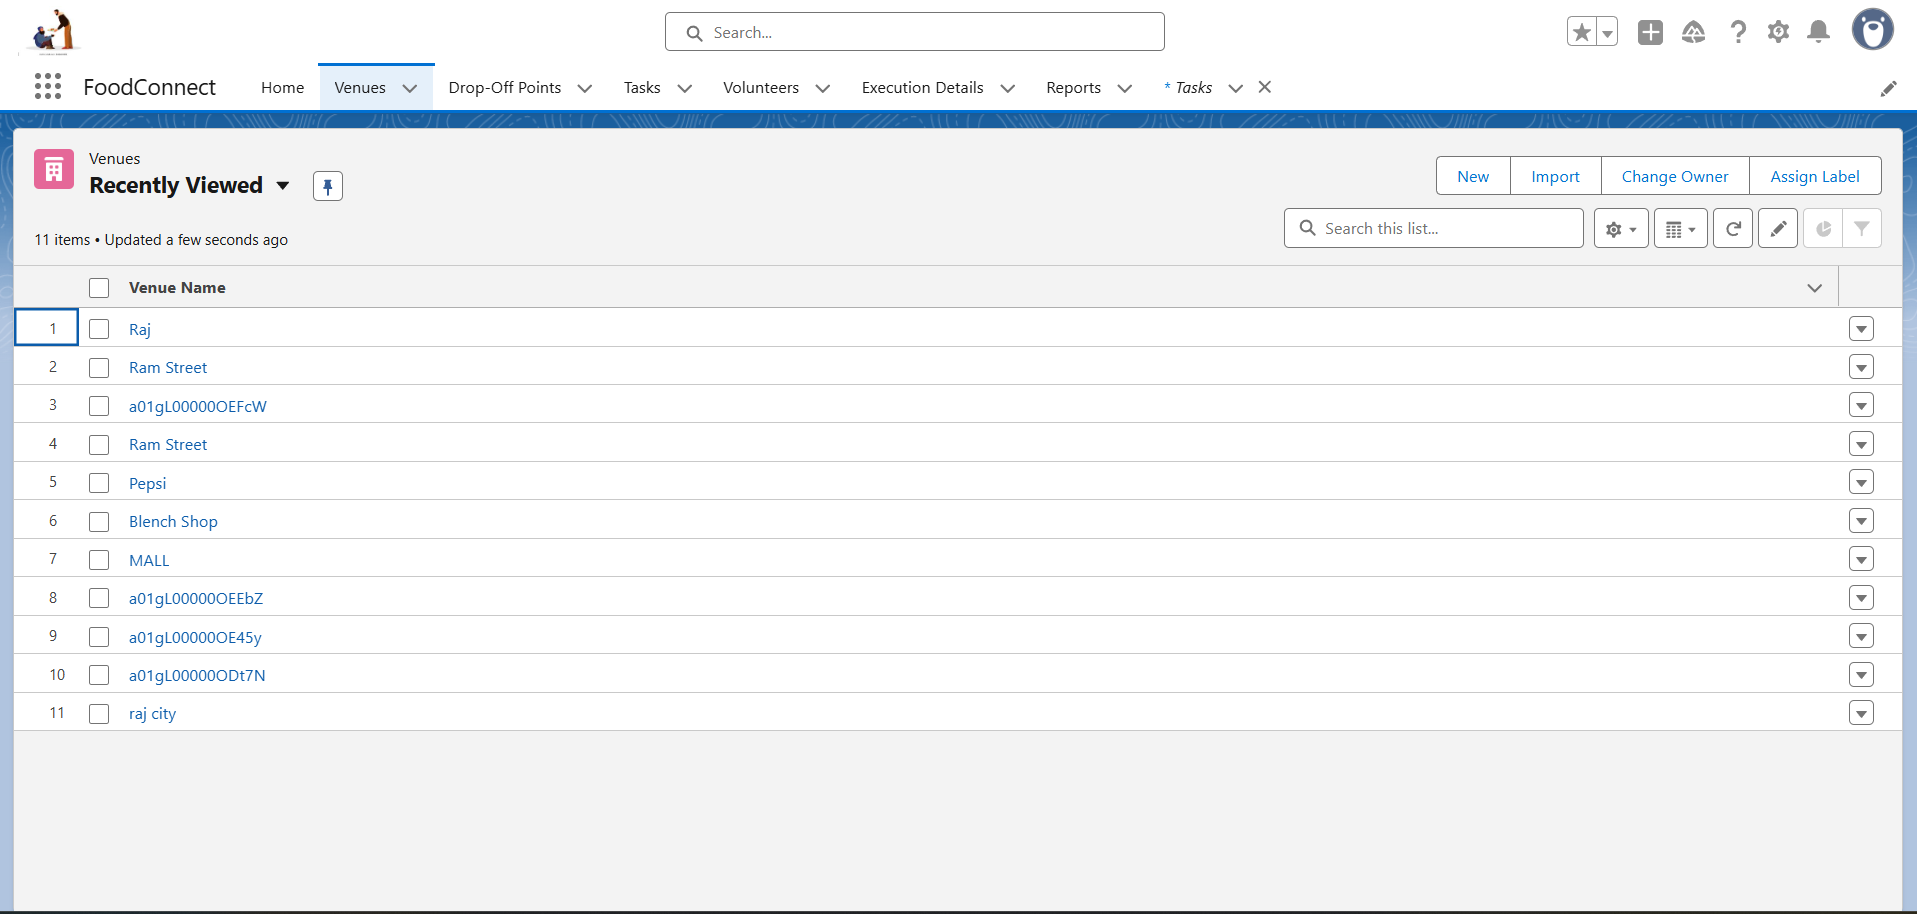 Search...
FoodConnect Home Venues Drop-Off Points Tasks Volunteers Execution Details Reports * Tasks
Venues
Recently Viewed
New Import Change Owner Assign Label
11 items • Updated a few seconds ago
Search this list...
Venue Name
1 Raj
2 Ram Street
3 a01gL00000OEFcW
4 Ram Street
5 Pepsi
6 Blench Shop
7 MALL
8 a01gL00000OEEbZ
9 a01gL00000OE45y
10 a01gL00000ODt7N
11 raj city